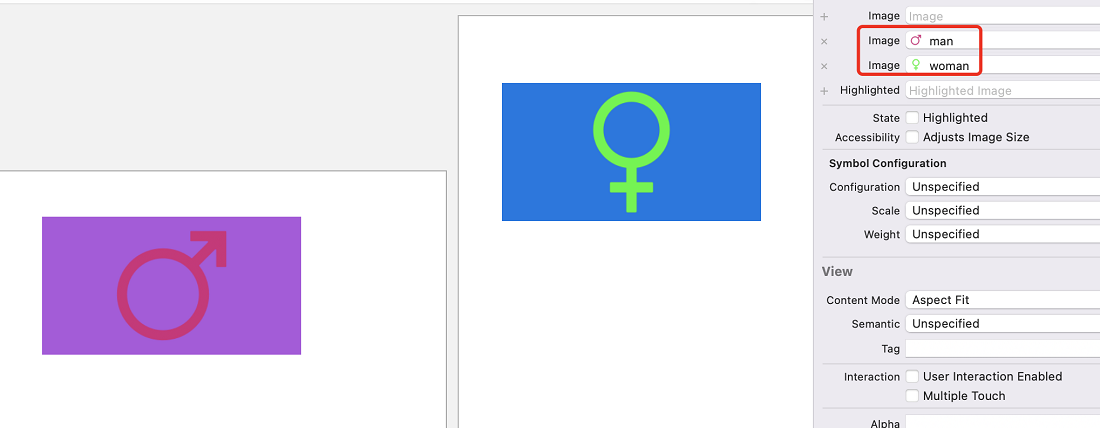 Image Image
Image man
Image woman
Highlighted Highlighted Image
State Highlighted
Accessibility Adjusts Image Size
Symbol Configuration
Configuration Unspecified
Scale Unspecified
Weight Unspecified
View
Content Mode Aspect Fit
Semantic Unspecified
Tag
Interaction User Interaction Enabled
Multiple Touch
Alpha